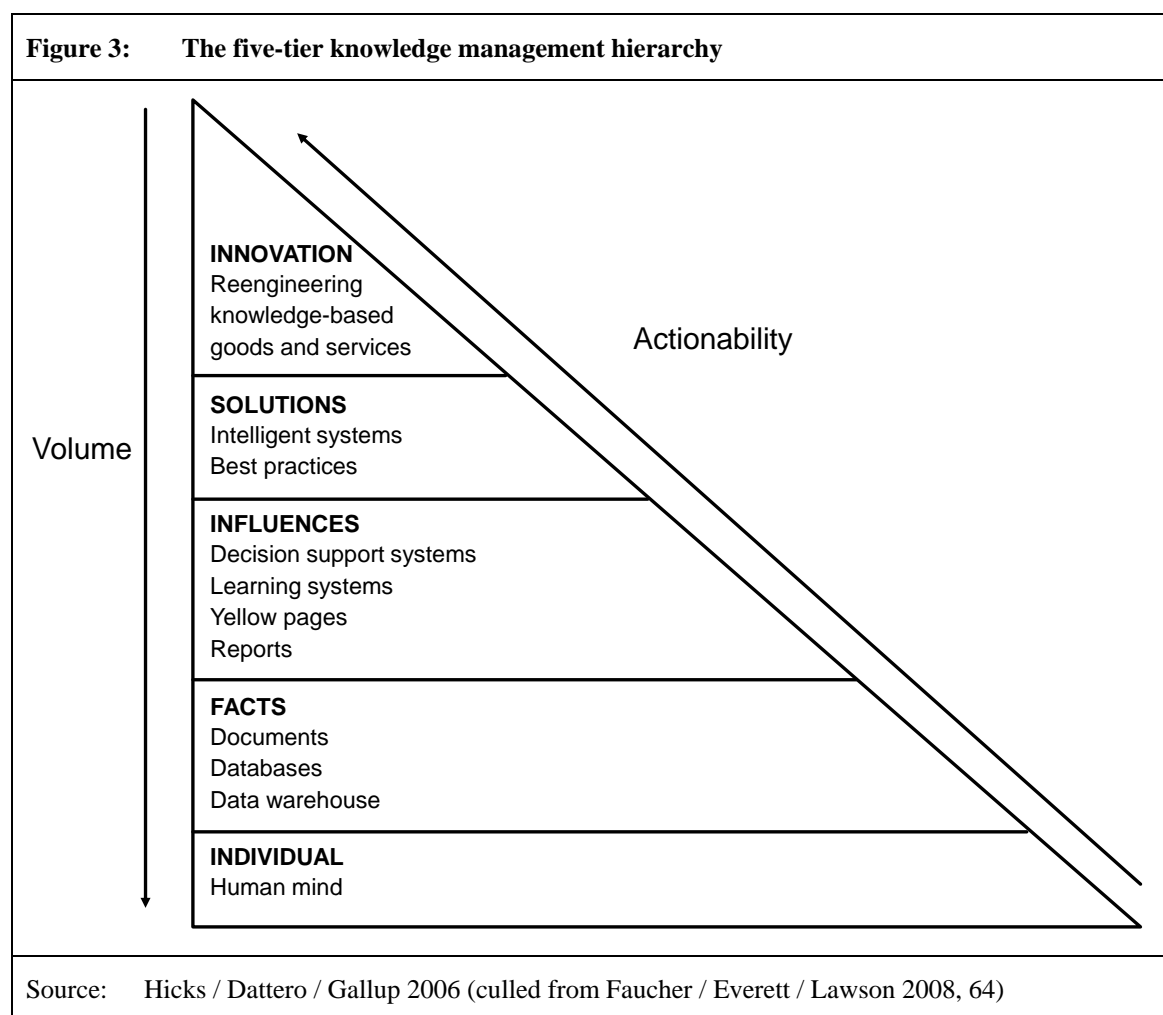 Figure 3: The five-tier knowledge management hierarchy
INNOVATION
Reengineering
knowledge-based
goods and services
Actionability
SOLUTIONS
Intelligent systems
Best practices
Volume
INFLUENCES
Decision support systems
Learning systems
Yellow pages
Reports
FACTS
Documents
Databases
Data warehouse
INDIVIDUAL
Human mind
Source: Hicks / Dattero / Gallup 2006 (culled from Faucher / Everett / Lawson 2008, 64)